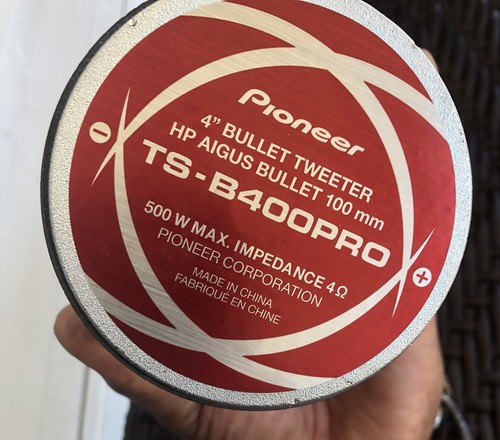 Pioneer
4" BULLET TWEETER
HP AIGUS BULLET 100 mm
TS-B400PRO
500 W MAX. IMPEDANCE 4Ω
PIONEER CORPORATION
MADE IN CHINA
FABRIQUÉ EN CHINE
−
+